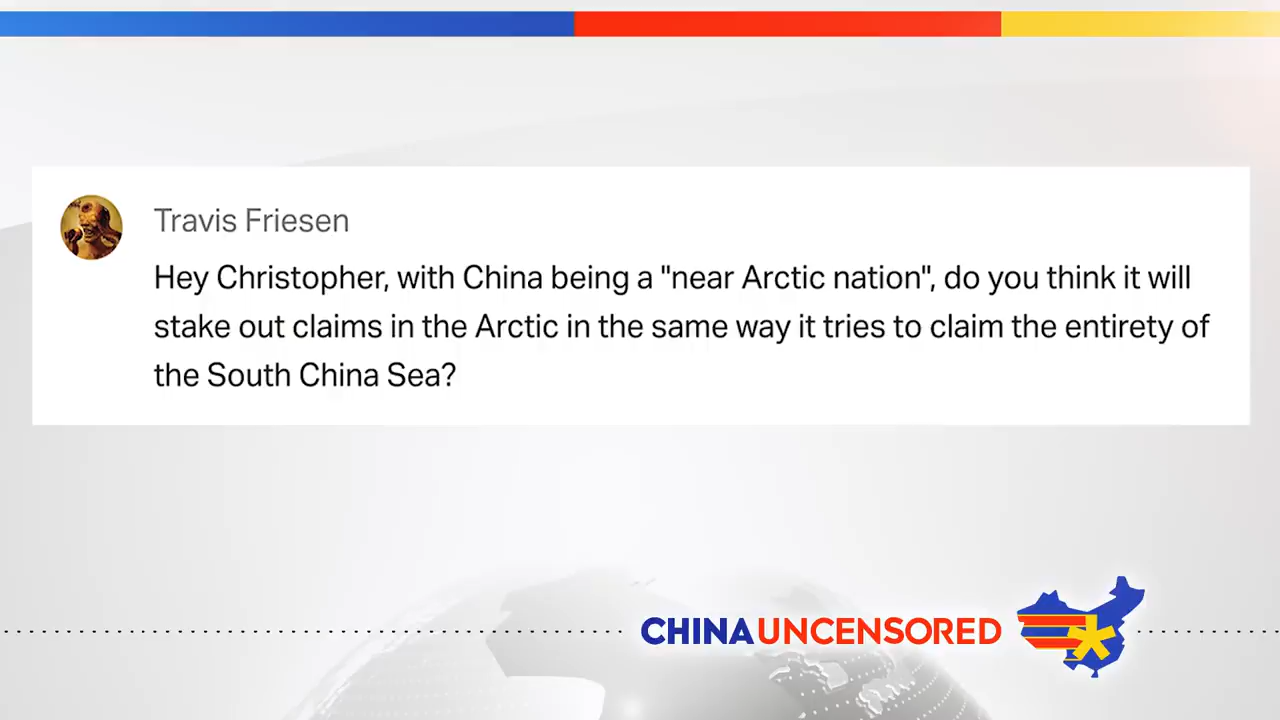 Travis Friesen
Hey Christopher, with China being a "near Arctic nation", do you think it will
stake out claims in the Arctic in the same way it tries to claim the entirety of
the South China Sea?
CHINAUNCENSORED